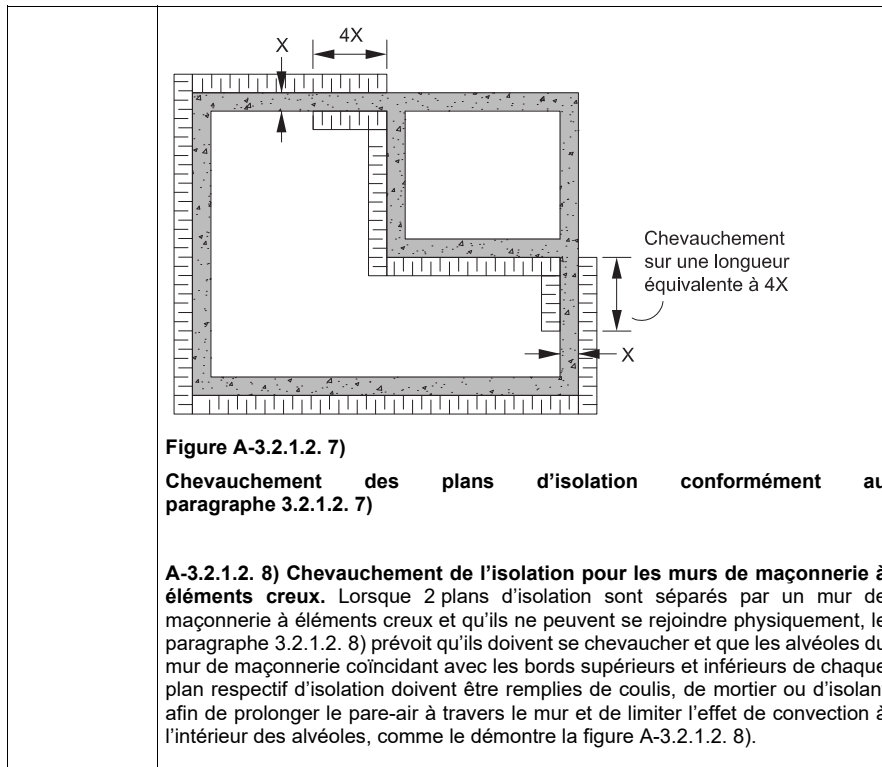 X
4X
Chevauchement
sur une longueur
équivalente à 4X
X
Figure A-3.2.1.2. 7)
Chevauchement des plans d'isolation conformément au
paragraphe 3.2.1.2. 7)
A-3.2.1.2. 8) Chevauchement de l'isolation pour les murs de maçonnerie à
éléments creux. Lorsque 2 plans d'isolation sont séparés par un mur de
maçonnerie à éléments creux et qu'ils ne peuvent se rejoindre physiquement, le
paragraphe 3.2.1.2. 8) prévoit qu'ils doivent se chevaucher et que les alvéoles du
mur de maçonnerie coïncidant avec les bords supérieurs et inférieurs de chaque
plan respectif d'isolation doivent être remplies de coulis, de mortier ou d'isolan
afin de prolonger le pare-air à travers le mur et de limiter l'effet de convection à
l'intérieur des alvéoles, comme le démontre la figure A-3.2.1.2. 8).